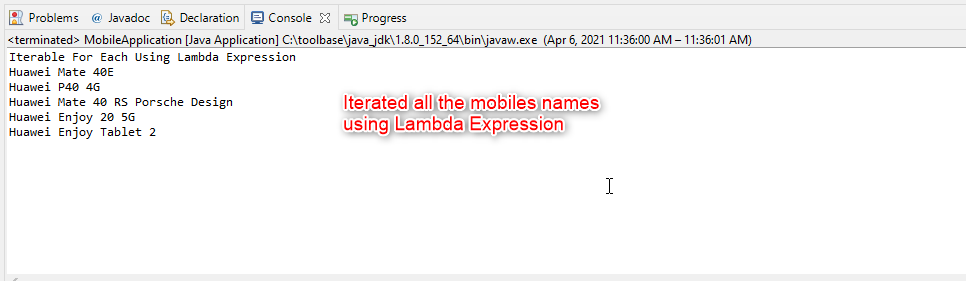 Problems @ Javadoc Declaration Console Progress
<terminated> MobileApplication [Java Application] C:\toolbase\java_jdk\1.8.0_152_64\bin\javaw.exe (Apr 6, 2021 11:36:00 AM – 11:36:01 AM)
Iterable For Each Using Lambda Expression
Huawei Mate 40E
Huawei P40 4G
Huawei Mate 40 RS Porsche Design
Huawei Enjoy 20 5G
Huawei Enjoy Tablet 2
Iterated all the mobiles names
using Lambda Expression